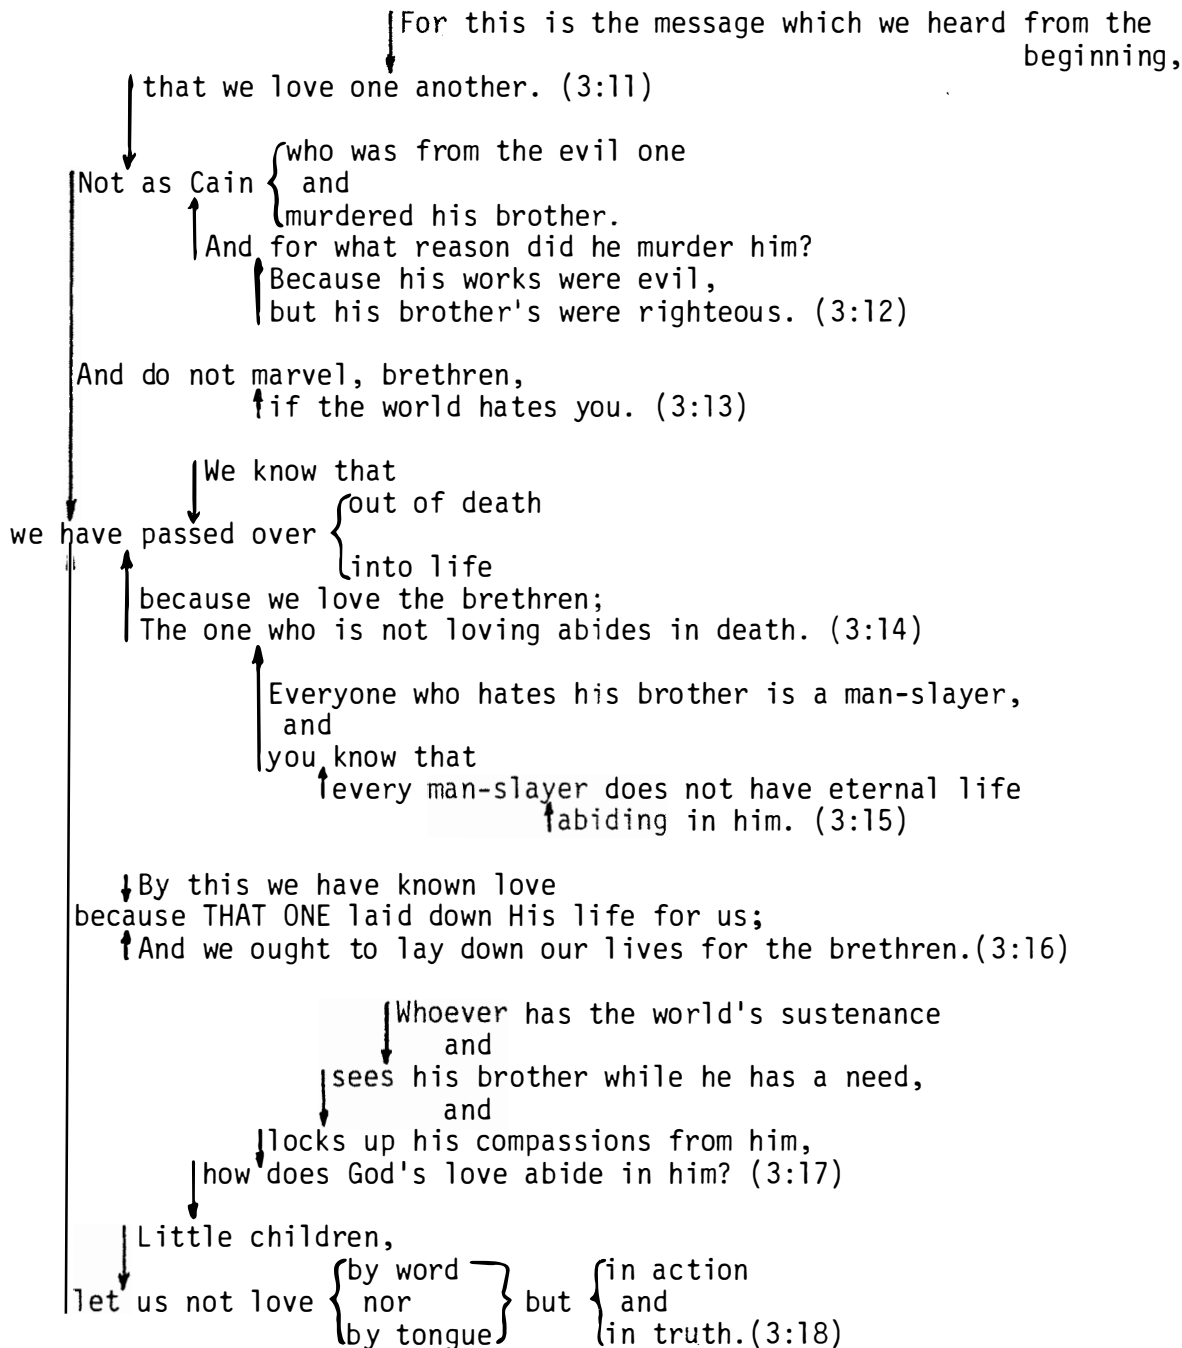 For this is the message which we heard from the
beginning,
that we love one another. (3:11)
who was from the evil one
Not as Cain and
murdered his brother.
And for what reason did he murder him?
Because his works were evil,
but his brother's were righteous. (3:12)
And do not marvel, brethren,
if the world hates you. (3:13)
We know that
out of death
we have passed over
into life
because we love the brethren;
The one who is not loving abides in death. (3:14)
Everyone who hates his brother is a man-slayer,
and
you know that
every man-slayer does not have eternal life
abiding in him. (3:15)
By this we have known love
because THAT ONE laid down His life for us;
And we ought to lay down our lives for the brethren.(3:16)
Whoever has the world's sustenance
and
sees his brother while he has a need,
and
locks up his compassions from him,
how does God's love abide in him? (3:17)
Little children,
by word in action
let us not love nor but and
by tongue in truth.(3:18)